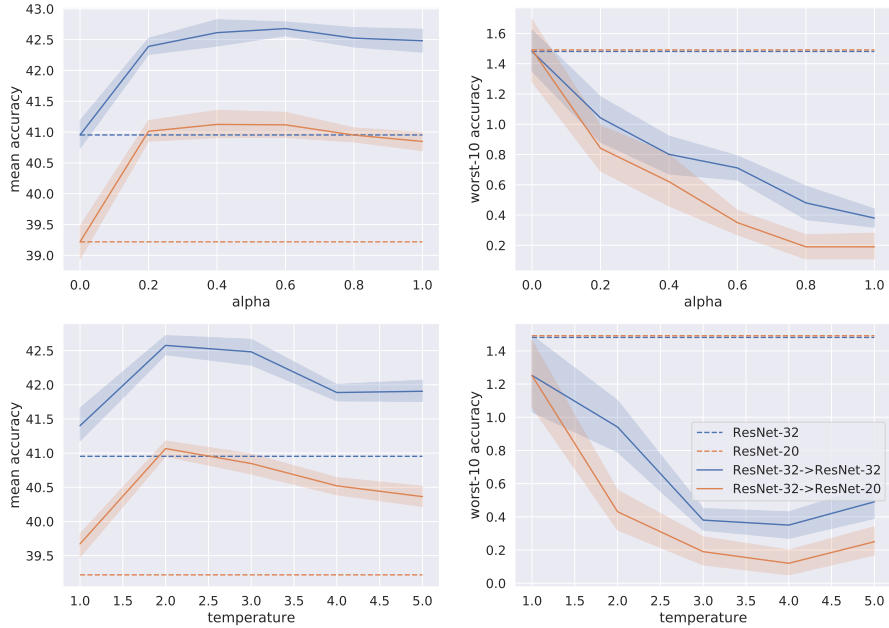 mean accuracy
42.5
42.0
41.5
41.0
40.5
40.0
39.5
39.0
0.0 0.2 0.4 0.6 0.8 1.0
alpha
worst-10 accuracy
1.6
1.4
1.2
1.0
0.8
0.6
0.4
0.2
0.0 0.2 0.4 0.6 0.8 1.0
alpha
mean accuracy
42.5
42.0
41.5
41.0
40.5
40.0
39.5
1.0 1.5 2.0 2.5 3.0 3.5 4.0 4.5 5.0
temperature
worst-10 accuracy
1.4
1.2
1.0
0.8
0.6
0.4
0.2
0.0
ResNet-32
ResNet-20
ResNet-32->ResNet-32
ResNet-32->ResNet-20
1.0 1.5 2.0 2.5 3.0 3.5 4.0 4.5 5.0
temperature